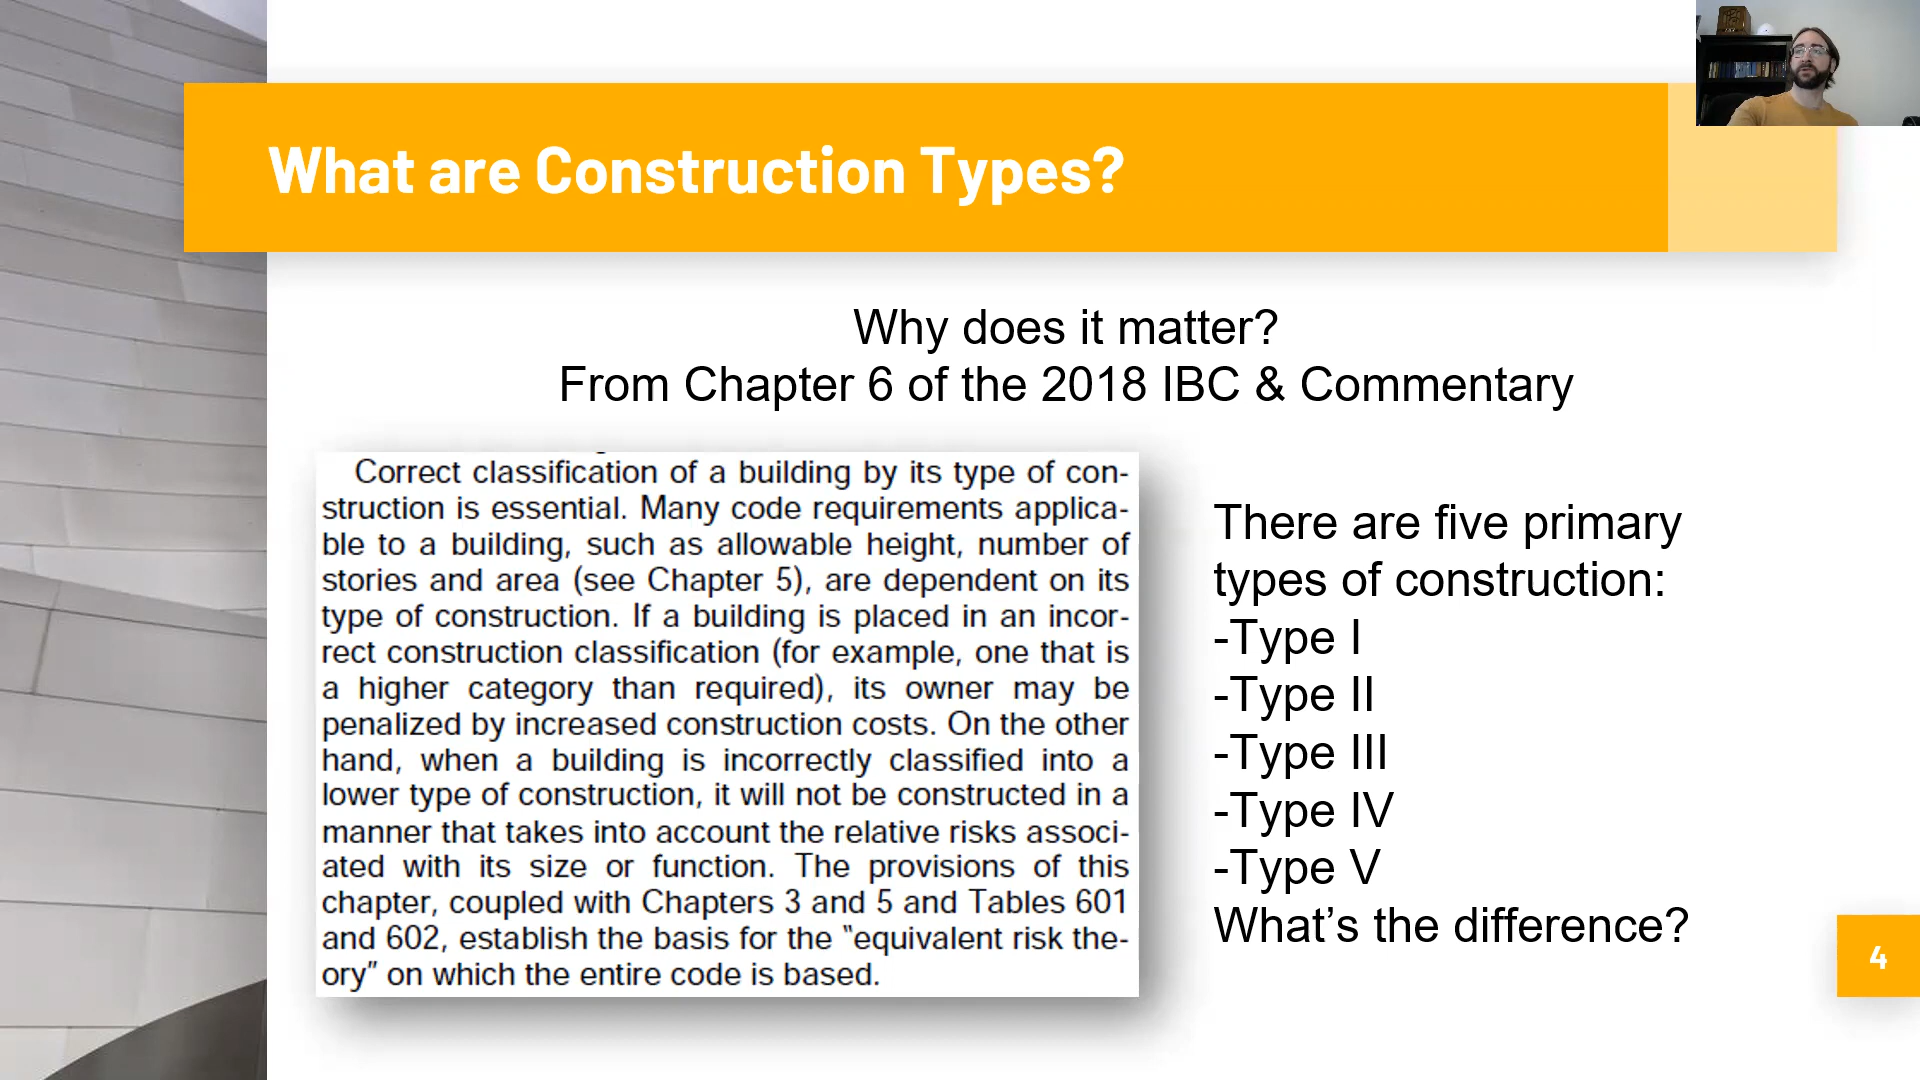 What are Construction Types?
Why does it matter?
From Chapter 6 of the 2018 IBC & Commentary
Correct classification of a building by its type of con-
struction is essential. Many code requirements applica-
ble to a building, such as allowable height, number of
stories and area (see Chapter 5), are dependent on its
type of construction. If a building is placed in an incor-
rect construction classification (for example, one that is
a higher category than required), its owner may be
penalized by increased construction costs. On the other
hand, when a building is incorrectly classified into a
lower type of construction, it will not be constructed in a
manner that takes into account the relative risks associ-
ated with its size or function. The provisions of this
chapter, coupled with Chapters 3 and 5 and Tables 601
and 602, establish the basis for the “equivalent risk the-
ory” on which the entire code is based.
There are five primary
types of construction:
-Type I
-Type II
-Type III
-Type IV
-Type V
What’s the difference?
4